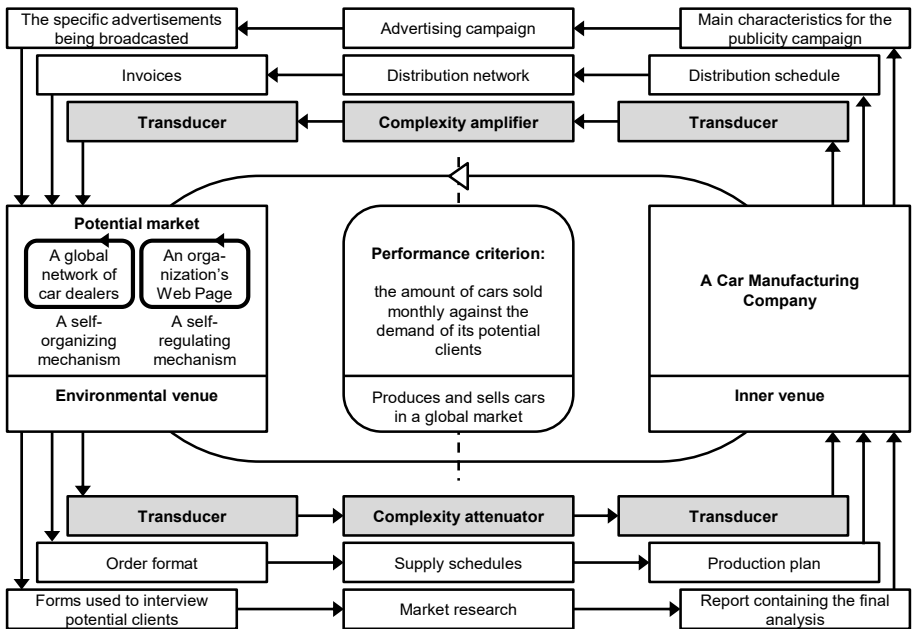 The specific advertisements
being broadcasted
Advertising campaign
Main characteristics for the
publicity campaign
Invoices
Distribution network
Distribution schedule
Transducer
Complexity amplifier
Transducer
Potential market
A global
network of
car dealers
An orga-
nization's
Web Page
A self-
organizing
mechanism
A self-
regulating
mechanism
Environmental venue
Performance criterion:
the amount of cars sold
monthly against the
demand of its potential
clients
Produces and sells cars
in a global market
A Car Manufacturing
Company
Inner venue
Transducer
Complexity attenuator
Transducer
Order format
Supply schedules
Production plan
Forms used to interview
potential clients
Market research
Report containing the final
analysis